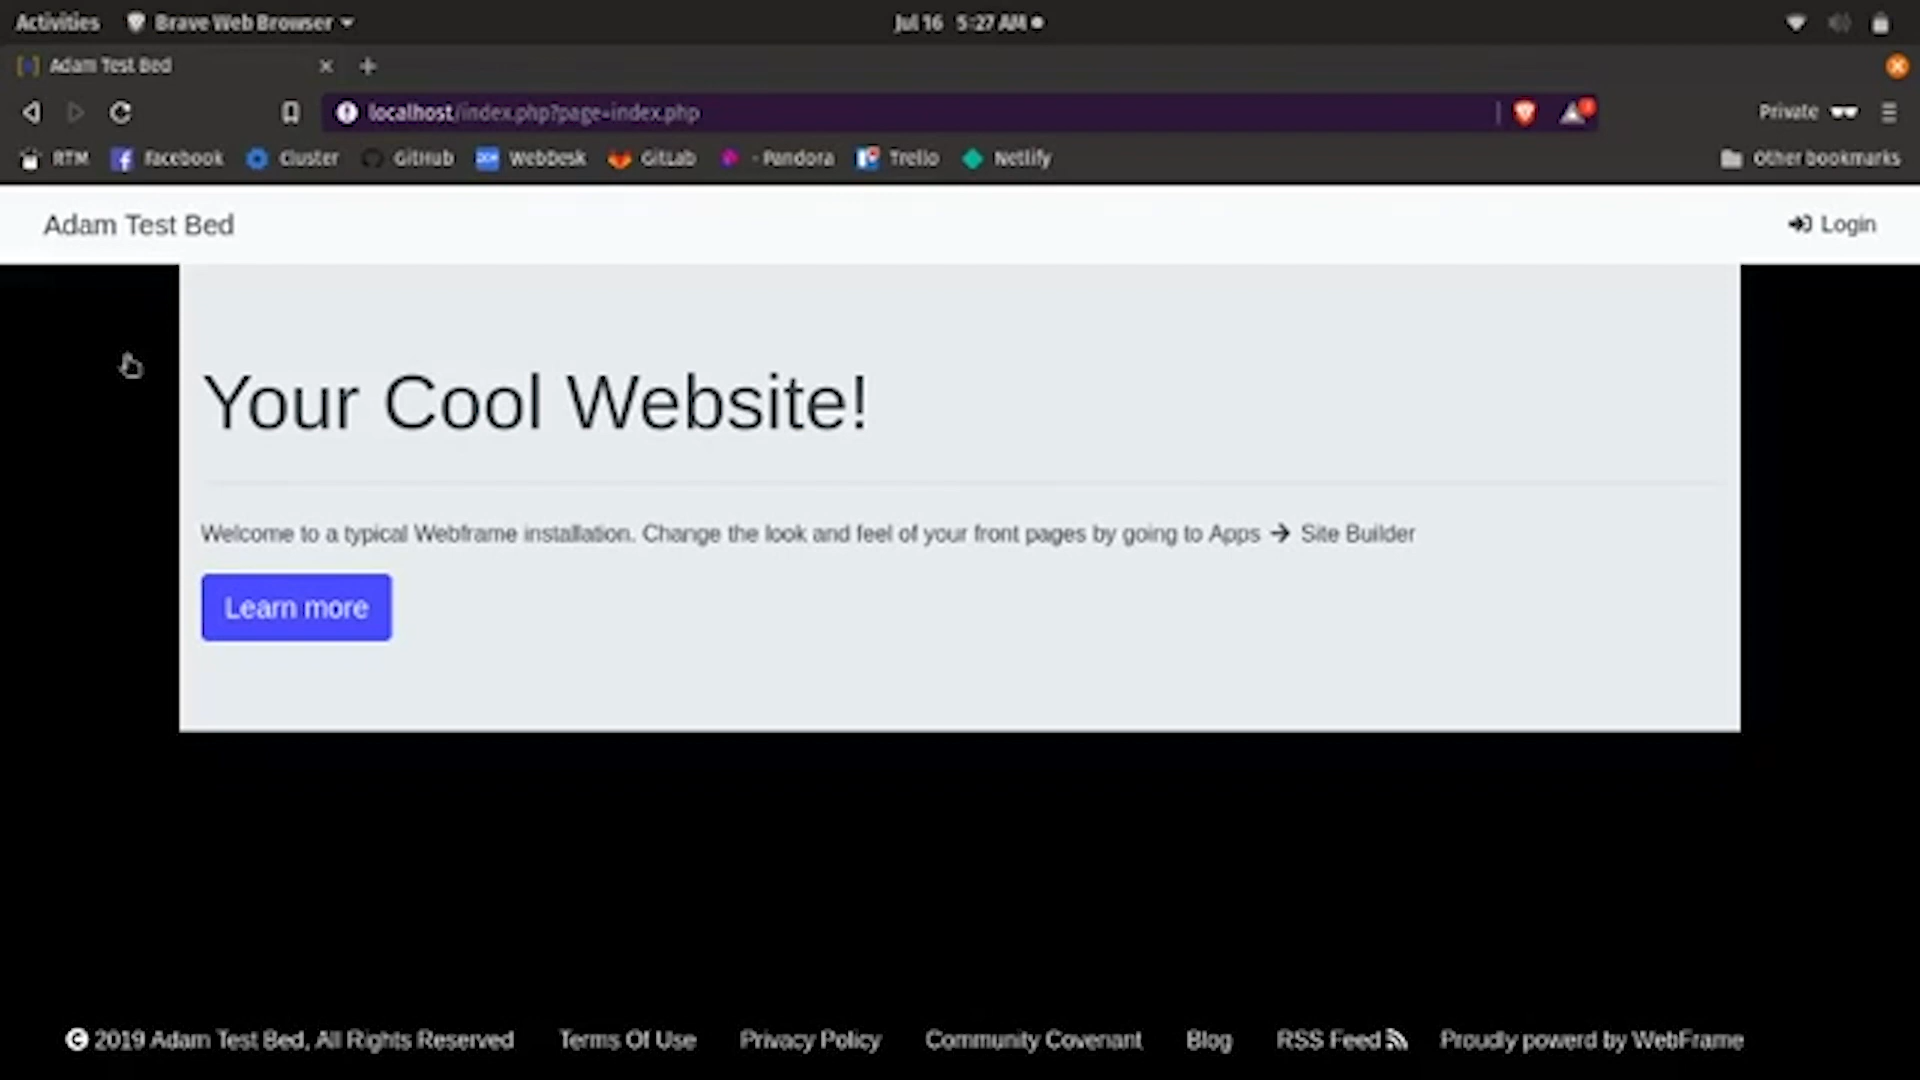 Activities Brave Web Browser Jul 16 5:27 AM
Adam Test Bed
localhost/index.php?page=index.php Private
RTM Facebook Cluster GitHub WebDesk GitLab - Pandora Trello Netlify Other bookmarks
Adam Test Bed Login
Your Cool Website!
Welcome to a typical Webframe installation. Change the look and feel of your front pages by going to Apps → Site Builder
Learn more
© 2019 Adam Test Bed, All Rights Reserved Terms Of Use Privacy Policy Community Covenant Blog RSS Feed Proudly powerd by WebFrame